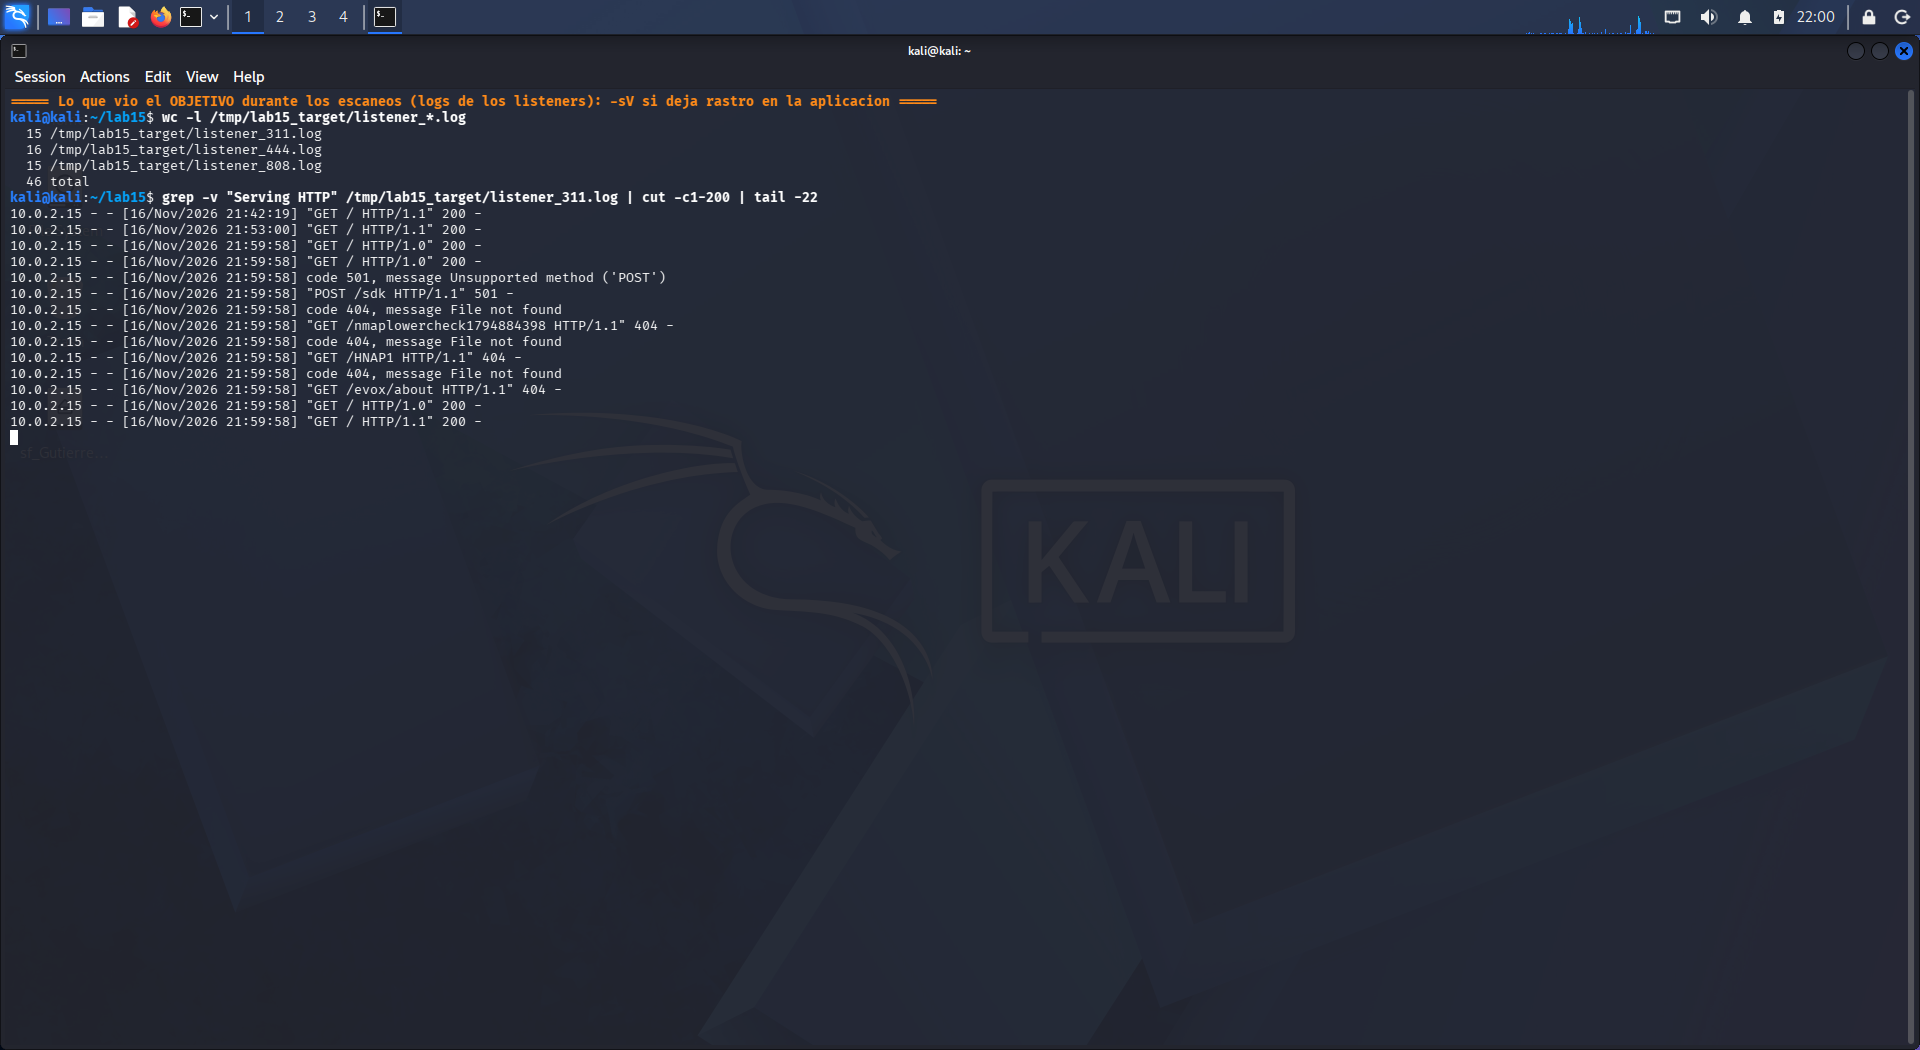 1 2 3 4 22:00
kali@kali: ~
Session Actions Edit View Help
===== Lo que vio el OBJETIVO durante los escaneos (logs de los listeners): -sV si deja rastro en la aplicacion =====
kali@kali:~/lab15$ wc -l /tmp/lab15_target/listener_*.log
15 /tmp/lab15_target/listener_311.log
16 /tmp/lab15_target/listener_444.log
15 /tmp/lab15_target/listener_808.log
46 total
kali@kali:~/lab15$ grep -v "Serving HTTP" /tmp/lab15_target/listener_311.log | cut -c1-200 | tail -22
10.0.2.15 - - [16/Nov/2026 21:42:19] "GET / HTTP/1.1" 200 -
10.0.2.15 - - [16/Nov/2026 21:53:00] "GET / HTTP/1.1" 200 -
10.0.2.15 - - [16/Nov/2026 21:59:58] "GET / HTTP/1.0" 200 -
10.0.2.15 - - [16/Nov/2026 21:59:58] "GET / HTTP/1.0" 200 -
10.0.2.15 - - [16/Nov/2026 21:59:58] code 501, message Unsupported method ('POST')
10.0.2.15 - - [16/Nov/2026 21:59:58] "POST /sdk HTTP/1.1" 501 -
10.0.2.15 - - [16/Nov/2026 21:59:58] code 404, message File not found
10.0.2.15 - - [16/Nov/2026 21:59:58] "GET /nmaplowercheck1794884398 HTTP/1.1" 404 -
10.0.2.15 - - [16/Nov/2026 21:59:58] code 404, message File not found
10.0.2.15 - - [16/Nov/2026 21:59:58] "GET /HNAP1 HTTP/1.1" 404 -
10.0.2.15 - - [16/Nov/2026 21:59:58] code 404, message File not found
10.0.2.15 - - [16/Nov/2026 21:59:58] "GET /evox/about HTTP/1.1" 404 -
10.0.2.15 - - [16/Nov/2026 21:59:58] "GET / HTTP/1.0" 200 -
10.0.2.15 - - [16/Nov/2026 21:59:58] "GET / HTTP/1.1" 200 -
sf_Gutierre...
KALI